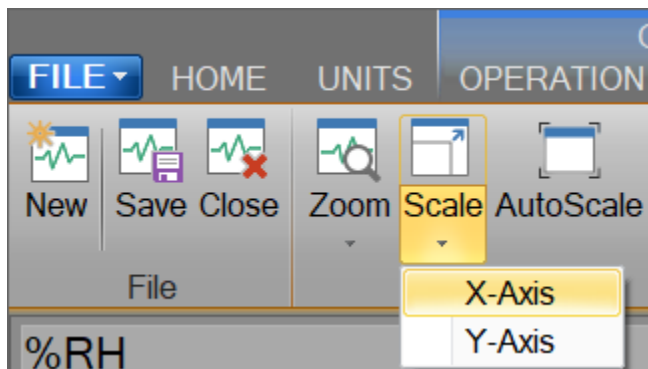 FILE HOME UNITS OPERATION
New Save Close Zoom Scale AutoScale
File
X-Axis
Y-Axis
%RH